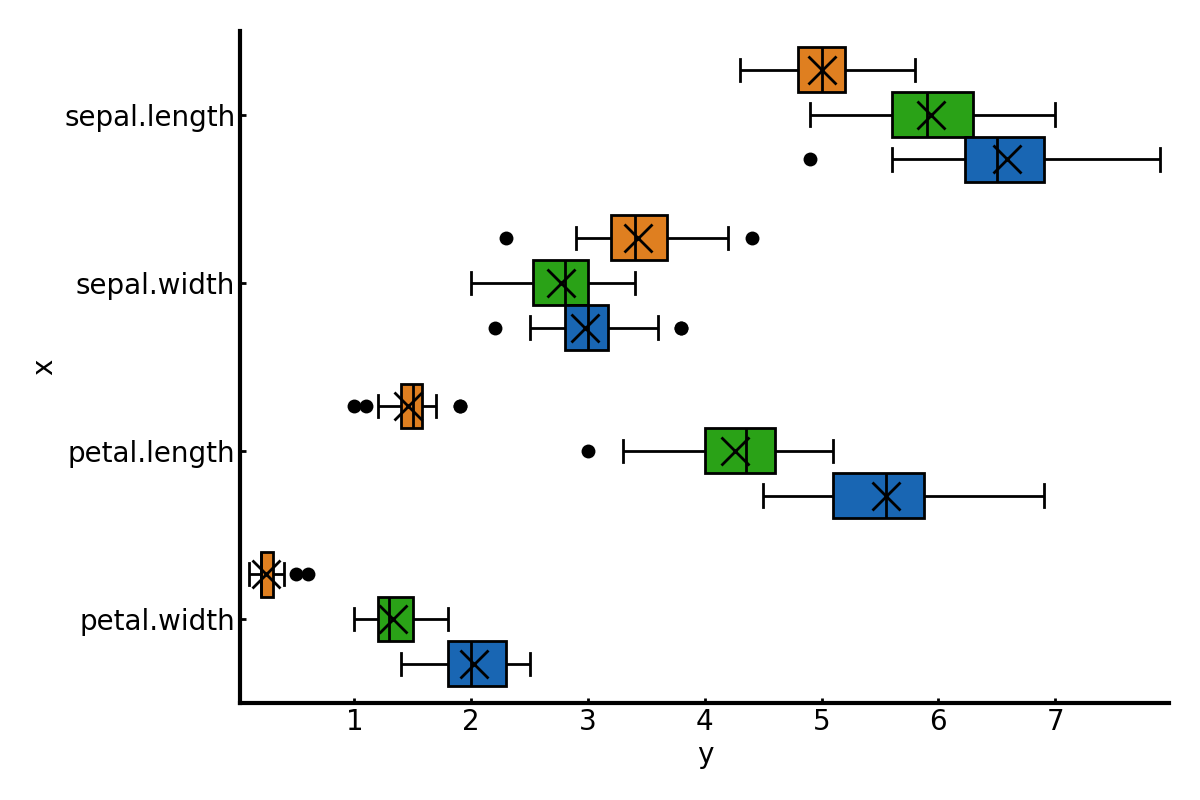 sepal.length
sepal.width
x
petal.length
petal.width
1 2 3 4 5 6 7
y